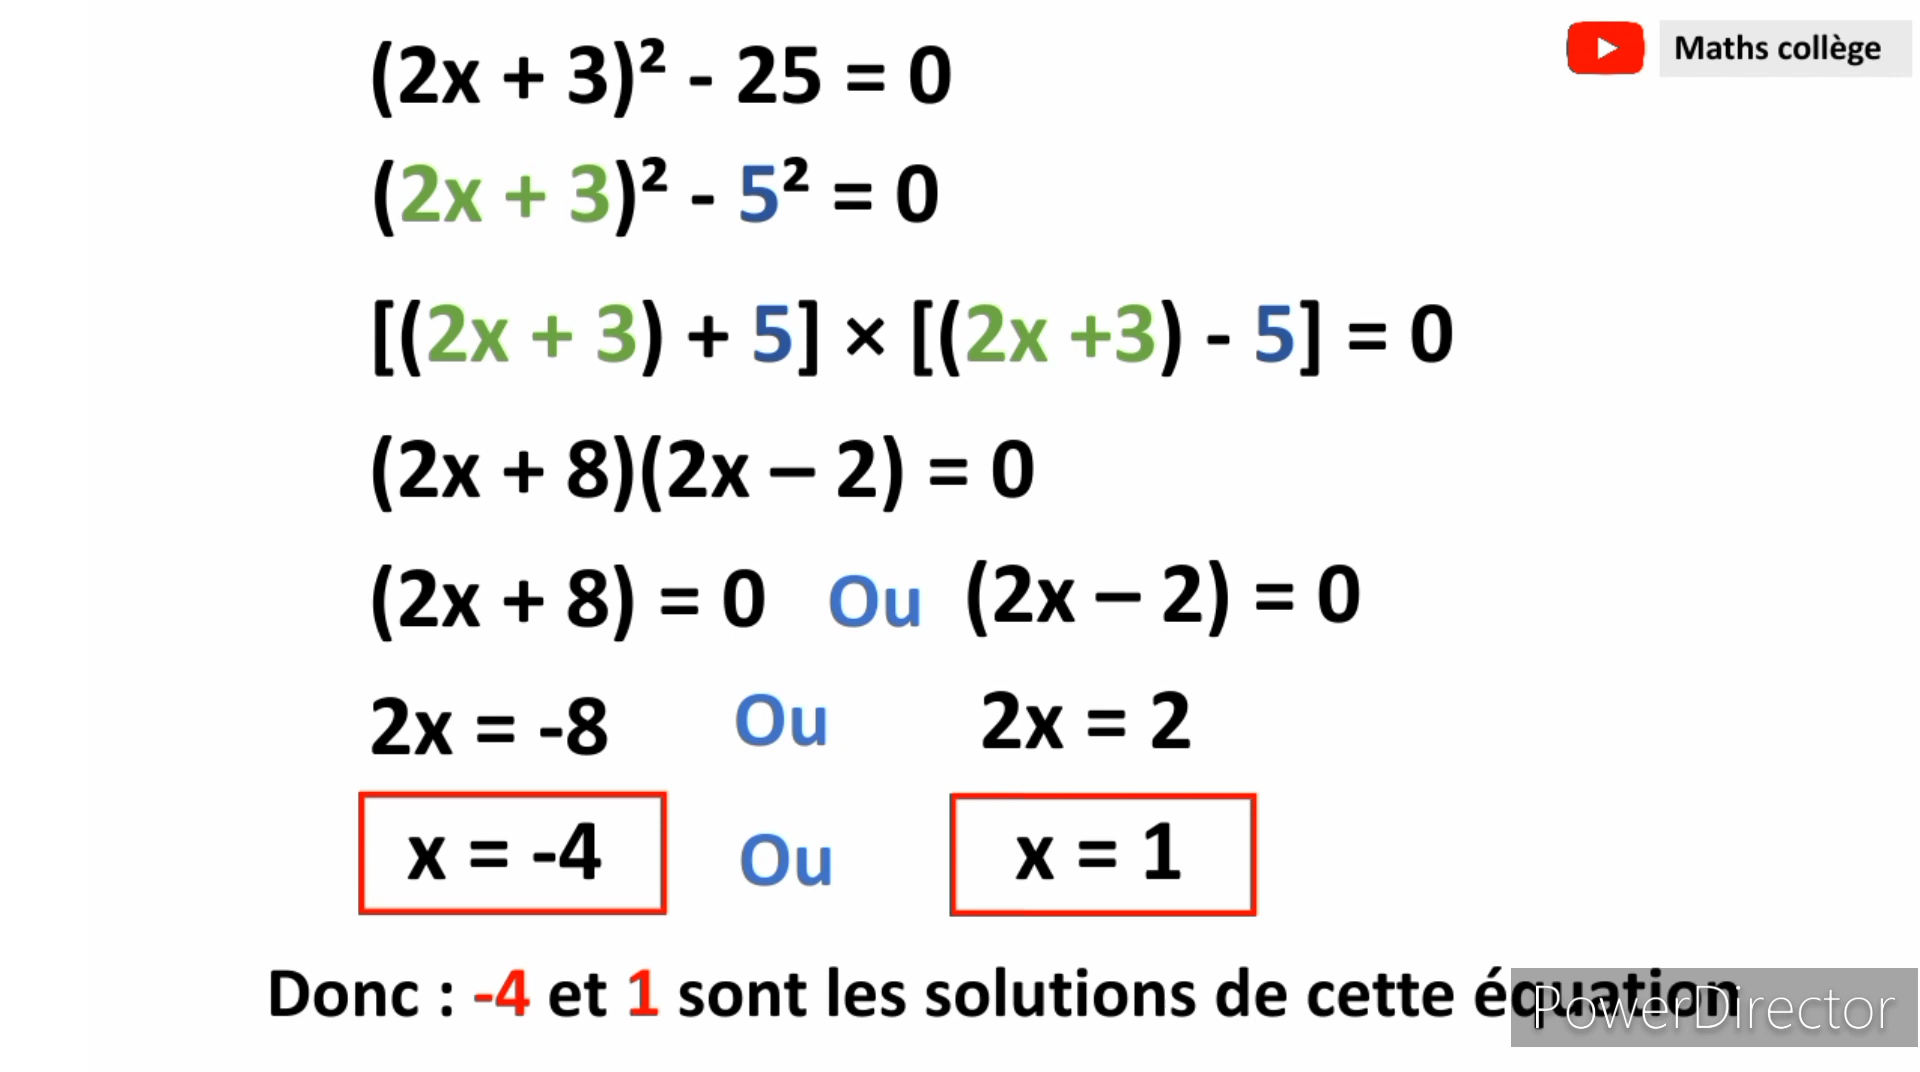 Maths collège
(2x + 3)² - 25 = 0
(2x + 3)² - 5² = 0
[(2x + 3) + 5] × [(2x +3) - 5] = 0
(2x + 8)(2x – 2) = 0
(2x + 8) = 0 Ou (2x – 2) = 0
2x = -8 Ou 2x = 2
x = -4 Ou x = 1
Donc : -4 et 1 sont les solutions de cette équation
PowerDirector